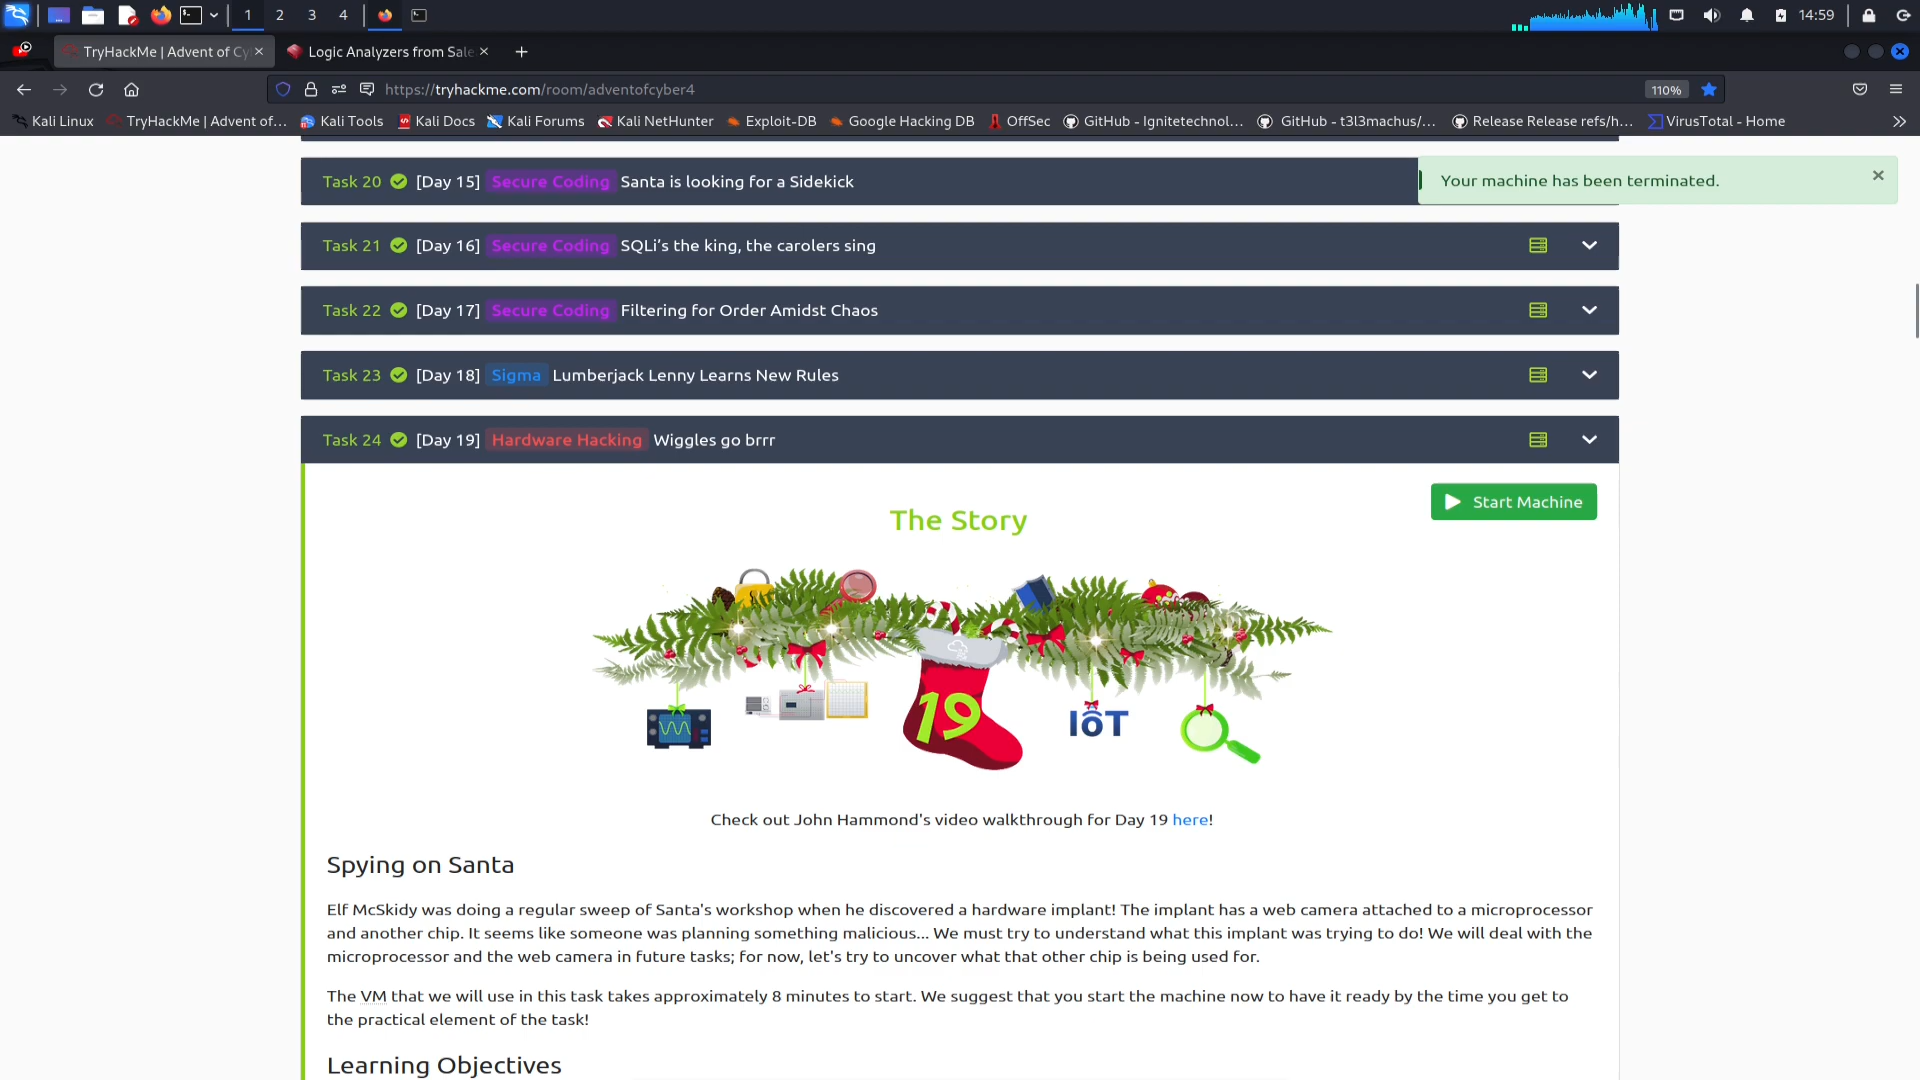 1 2 3 4 14:59
TryHackMe | Advent of Cy Logic Analyzers from Sale
https://tryhackme.com/room/adventofcyber4 110%
Kali Linux TryHackMe | Advent of... Kali Tools Kali Docs Kali Forums Kali NetHunter Exploit-DB Google Hacking DB OffSec GitHub - Ignitetechnol... GitHub - t3l3machus/... Release Release refs/h... VirusTotal - Home
Task 20 [Day 15] Secure Coding Santa is looking for a Sidekick
Your machine has been terminated.
Task 21 [Day 16] Secure Coding SQLi’s the king, the carolers sing
Task 22 [Day 17] Secure Coding Filtering for Order Amidst Chaos
Task 23 [Day 18] Sigma Lumberjack Lenny Learns New Rules
Task 24 [Day 19] Hardware Hacking Wiggles go brrr
Start Machine
The Story
19
IoT
Check out John Hammond's video walkthrough for Day 19 here!
Spying on Santa
Elf McSkidy was doing a regular sweep of Santa's workshop when he discovered a hardware implant! The implant has a web camera attached to a microprocessor
and another chip. It seems like someone was planning something malicious... We must try to understand what this implant was trying to do! We will deal with the
microprocessor and the web camera in future tasks; for now, let's try to uncover what that other chip is being used for.
The VM that we will use in this task takes approximately 8 minutes to start. We suggest that you start the machine now to have it ready by the time you get to
the practical element of the task!
Learning Objectives